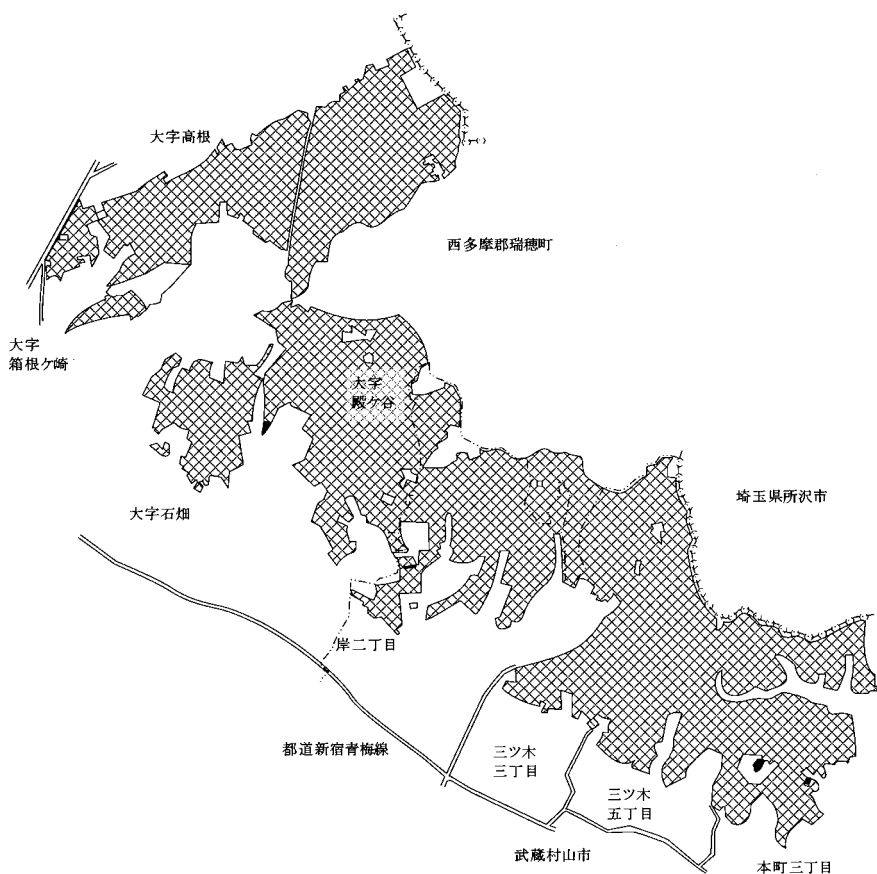 大字高根
西多摩郡瑞穂町
大字
箱根ケ崎
大字
殿ケ谷
大字石畑
埼玉県所沢市
岸二丁目
都道新宿青梅線
三ツ木
三丁目
三ツ木
五丁目
武蔵村山市
本町三丁目